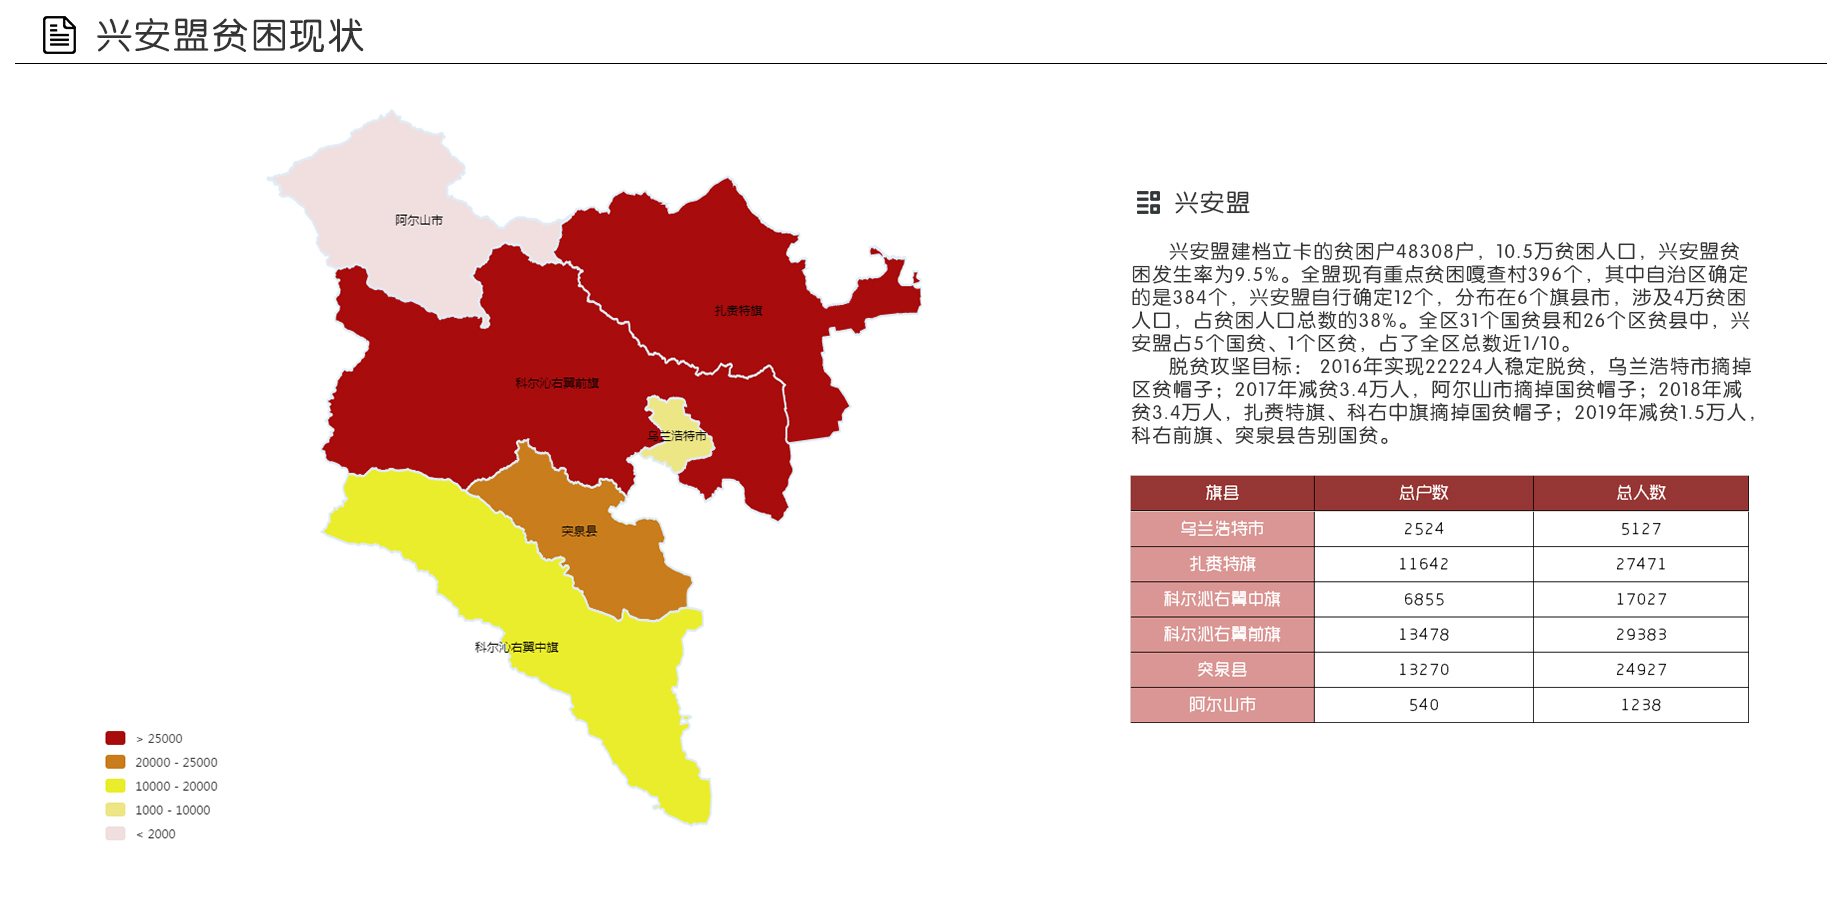 兴安盟贫困现状
阿尔山市
扎赉特旗
科尔沁右翼前旗
乌兰浩特市
突泉县
科尔沁右翼中旗
> 25000
20000 - 25000
10000 - 20000
1000 - 10000
< 2000
兴安盟
兴安盟建档立卡的贫困户48308户，10.5万贫困人口，兴安盟贫
困发生率为9.5%。全盟现有重点贫困嘎查村396个，其中自治区确定
的是384个，兴安盟自行确定12个，分布在6个旗县市，涉及4万贫困
人口，占贫困人口总数的38%。全区31个国贫县和26个区贫县中，兴
安盟占5个国贫、1个区贫，占了全区总数近1/10。
脱贫攻坚目标： 2016年实现22224人稳定脱贫，乌兰浩特市摘掉
区贫帽子；2017年减贫3.4万人，阿尔山市摘掉国贫帽子；2018年减
贫3.4万人，扎赉特旗、科右中旗摘掉国贫帽子；2019年减贫1.5万人，
科右前旗、突泉县告别国贫。
旗县 总户数 总人数
乌兰浩特市 2524 5127
扎赉特旗 11642 27471
科尔沁右翼中旗 6855 17027
科尔沁右翼前旗 13478 29383
突泉县 13270 24927
阿尔山市 540 1238